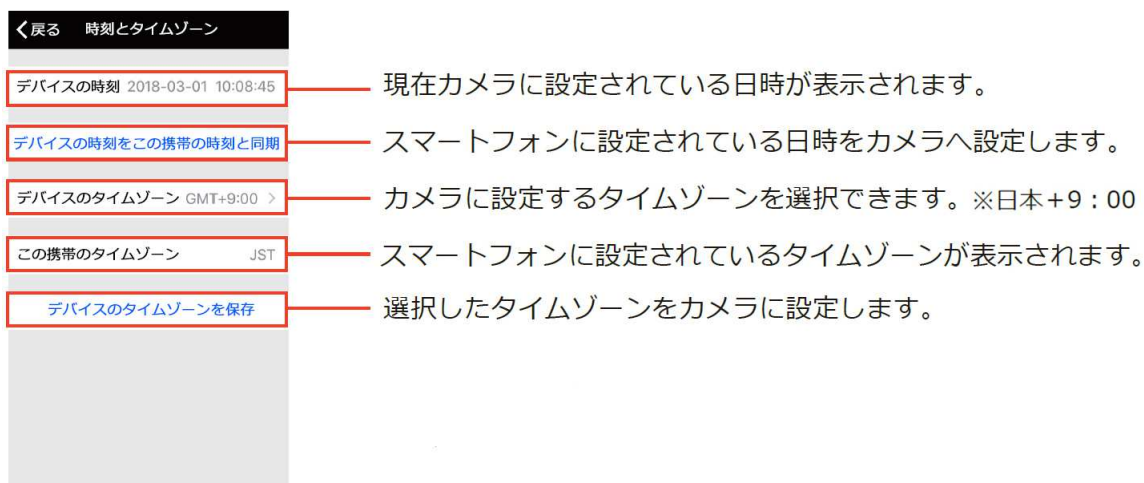 戻る 時刻とタイムゾーン
デバイスの時刻 2018-03-01 10:08:45
現在カメラに設定されている日時が表示されます。
デバイスの時刻をこの携帯の時刻と同期
スマートフォンに設定されている日時をカメラへ設定します。
デバイスのタイムゾーン GMT+9:00
カメラに設定するタイムゾーンを選択できます。※日本+9：00
この携帯のタイムゾーン JST
スマートフォンに設定されているタイムゾーンが表示されます。
デバイスのタイムゾーンを保存
選択したタイムゾーンをカメラに設定します。